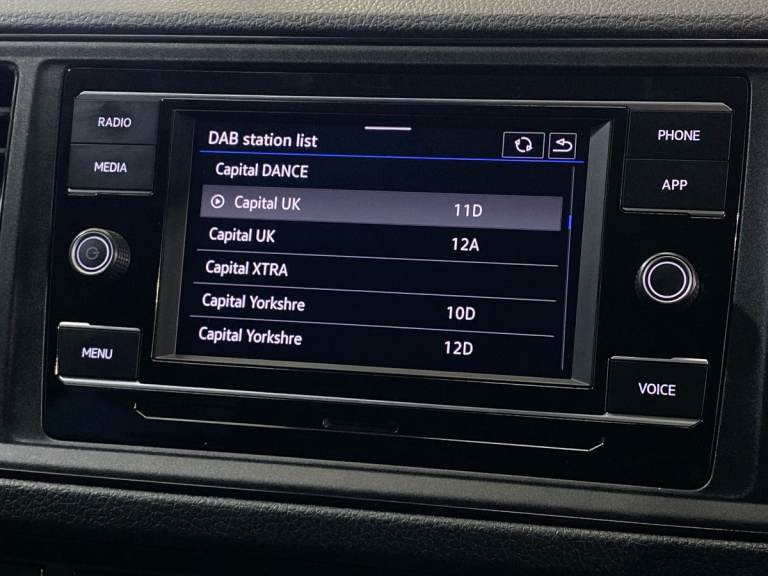 RADIO
MEDIA
MENU
DAB station list
Capital DANCE
Capital UK 11D
Capital UK 12A
Capital XTRA
Capital Yorkshre 10D
Capital Yorkshre 12D
PHONE
APP
VOICE